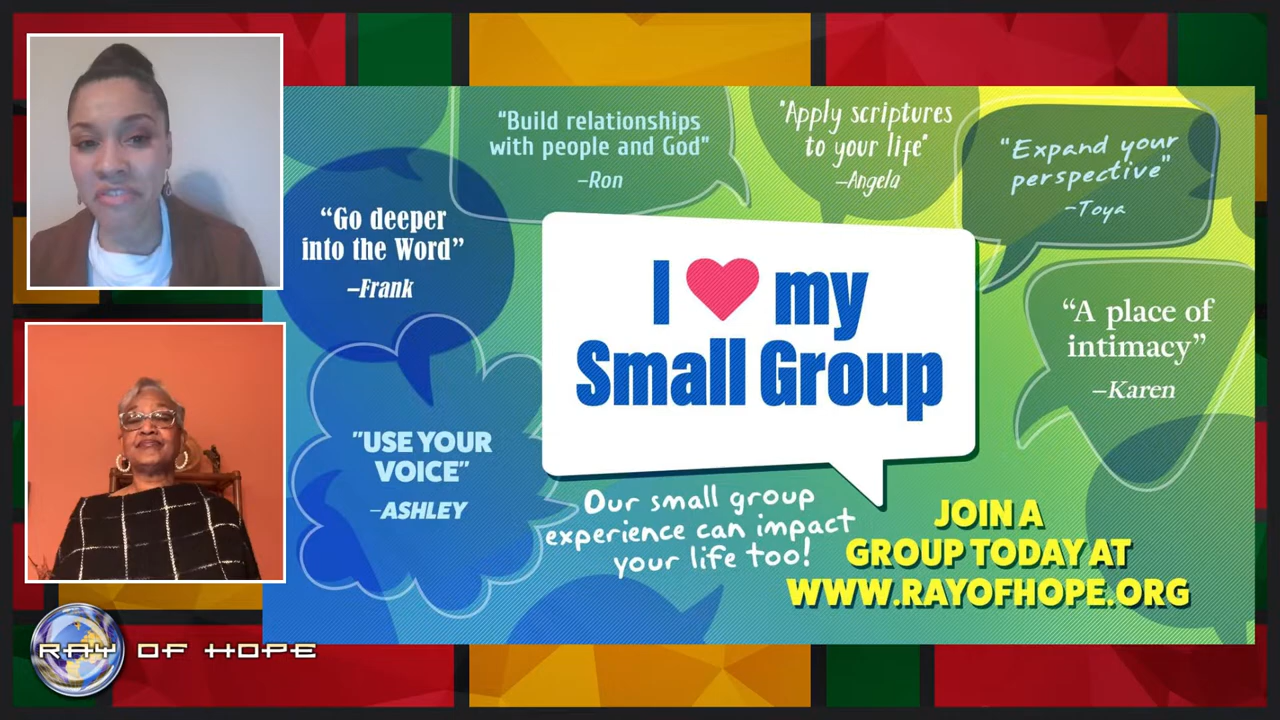 “Build relationships
with people and God”
–Ron
"Apply scriptures
to your life"
–Angela
“Expand your
perspective”
–Toya
“Go deeper
into the Word”
–Frank
I my
Small Group
“A place of
intimacy”
–Karen
"USE YOUR
VOICE"
–ASHLEY
Our small group
experience can impact
your life too!
JOIN A
GROUP TODAY AT
WWW.RAYOFHOPE.ORG
RAY OF HOPE